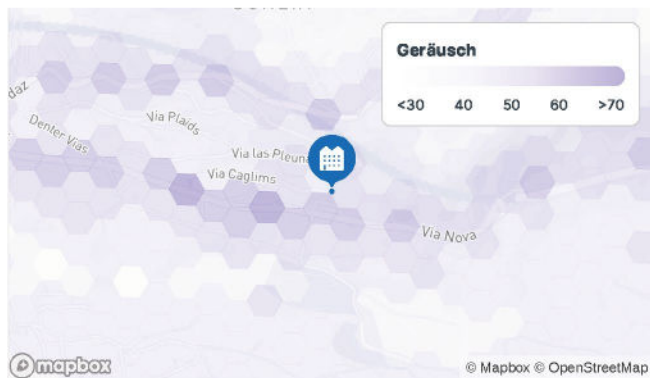 Geräusch
<30 40 50 60 >70
daz
Via Plaids
Denter Vias
Via las Pleuna
Via Caglims
Via Nova
mapbox
© Mapbox © OpenStreetMap